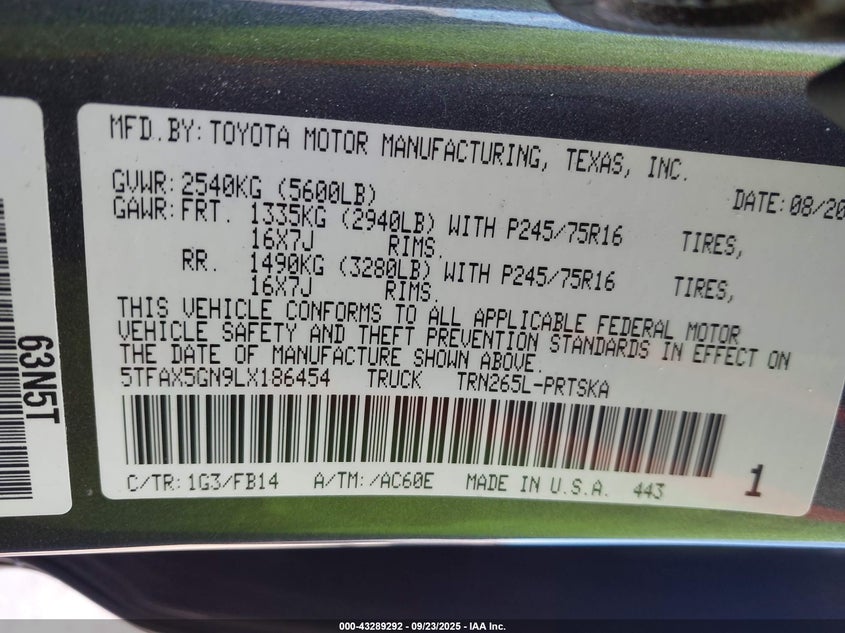 MFD.BY: TOYOTA MOTOR MANUFACTURING, TEXAS, INC.
GVWR: 2540KG (5600LB) DATE: 08/20
GAWR: FRT. 1335KG (2940LB) WITH P245/75R16 TIRES,
16X7J RIMS.
RR. 1490KG (3280LB) WITH P245/75R16 TIRES,
16X7J RIMS.
THIS VEHICLE CONFORMS TO ALL APPLICABLE FEDERAL MOTOR
VEHICLE SAFETY AND THEFT PREVENTION STANDARDS IN EFFECT ON
THE DATE OF MANUFACTURE SHOWN ABOVE.
5TFAX5GN9LX186454 TRUCK TRN265L-PRTSKA
C/TR: 1G3/FB14 A/TM: /AC60E MADE IN U.S.A. 443 1
63N5T
000-43289292 - 09/23/2025 - IAA Inc.